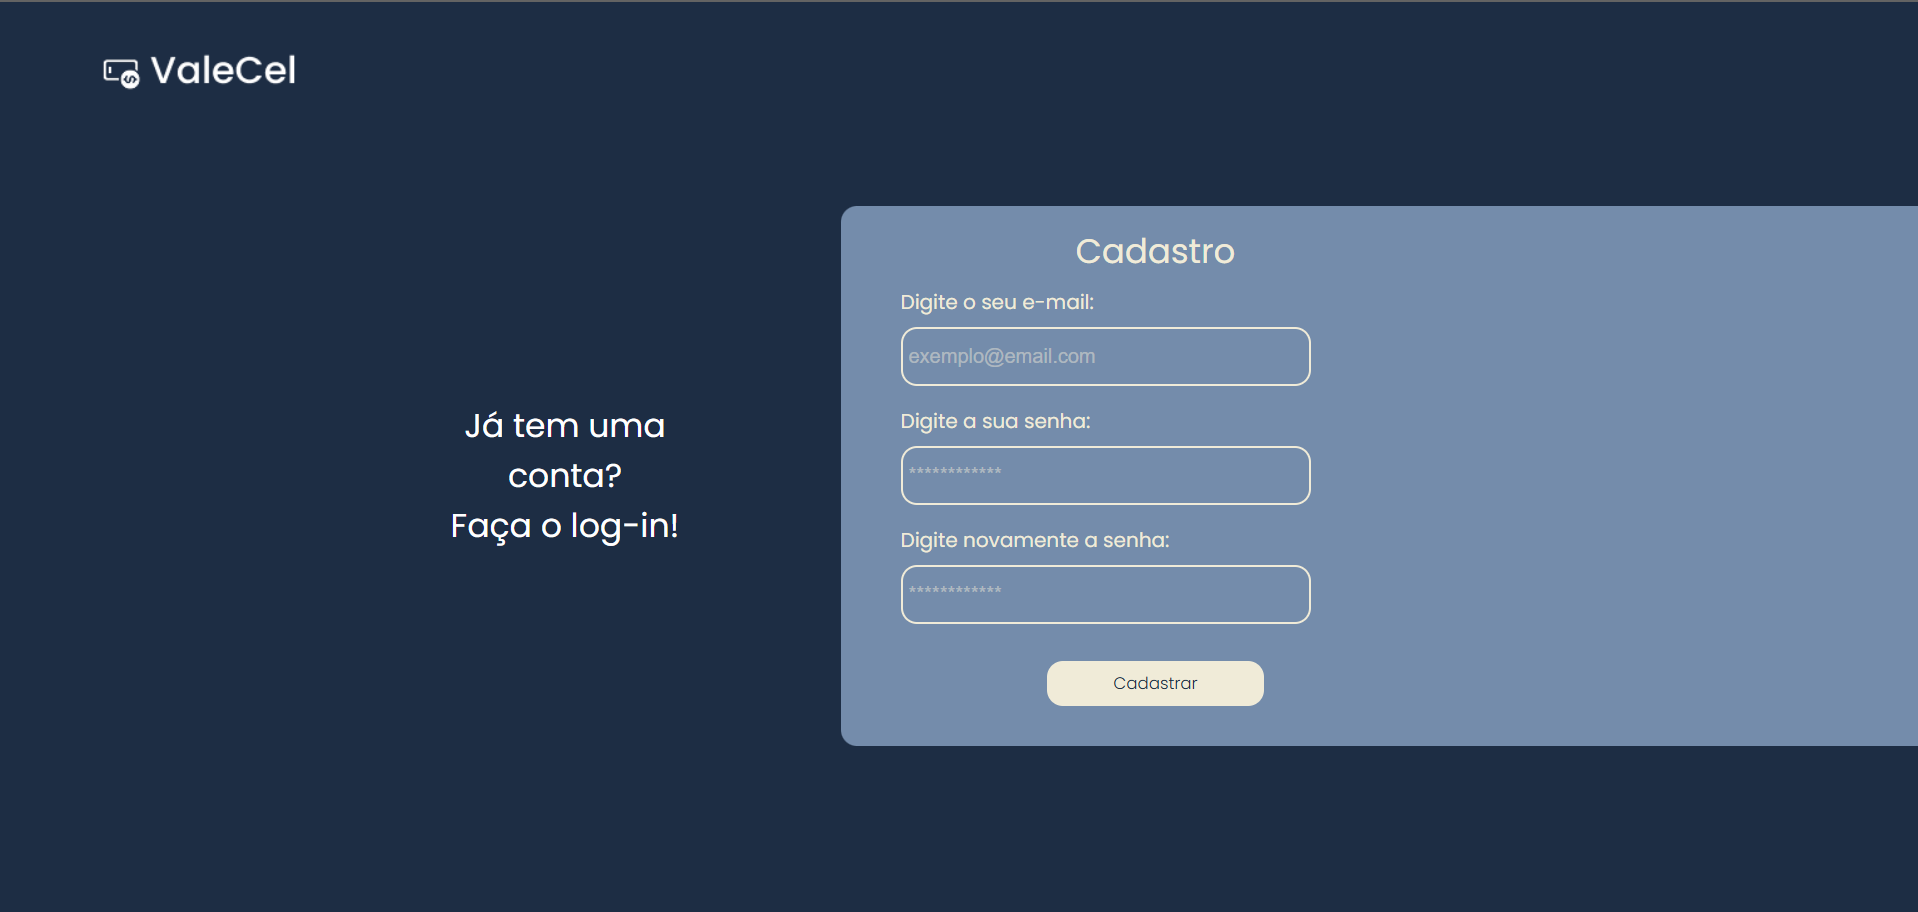 ValeCel
Já tem uma
conta?
Faça o log-in!
Cadastro
Digite o seu e-mail:
exemplo@email.com
Digite a sua senha:
************
Digite novamente a senha:
************
Cadastrar